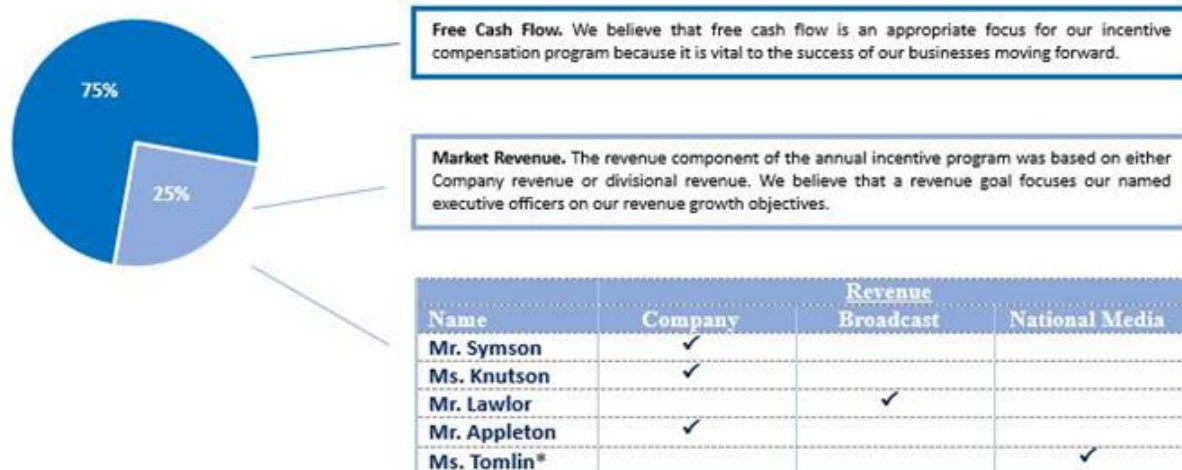 Free Cash Flow. We believe that free cash flow is an appropriate focus for our incentive
compensation program because it is vital to the success of our businesses moving forward.
75%
Market Revenue. The revenue component of the annual incentive program was based on either
Company revenue or divisional revenue. We believe that a revenue goal focuses our named
executive officers on our revenue growth objectives.
25%
Revenue
Name Company Broadcast National Media
Mr. Symson ✓
Ms. Knutson ✓
Mr. Lawlor ✓
Mr. Appleton ✓
Ms. Tomlin* ✓